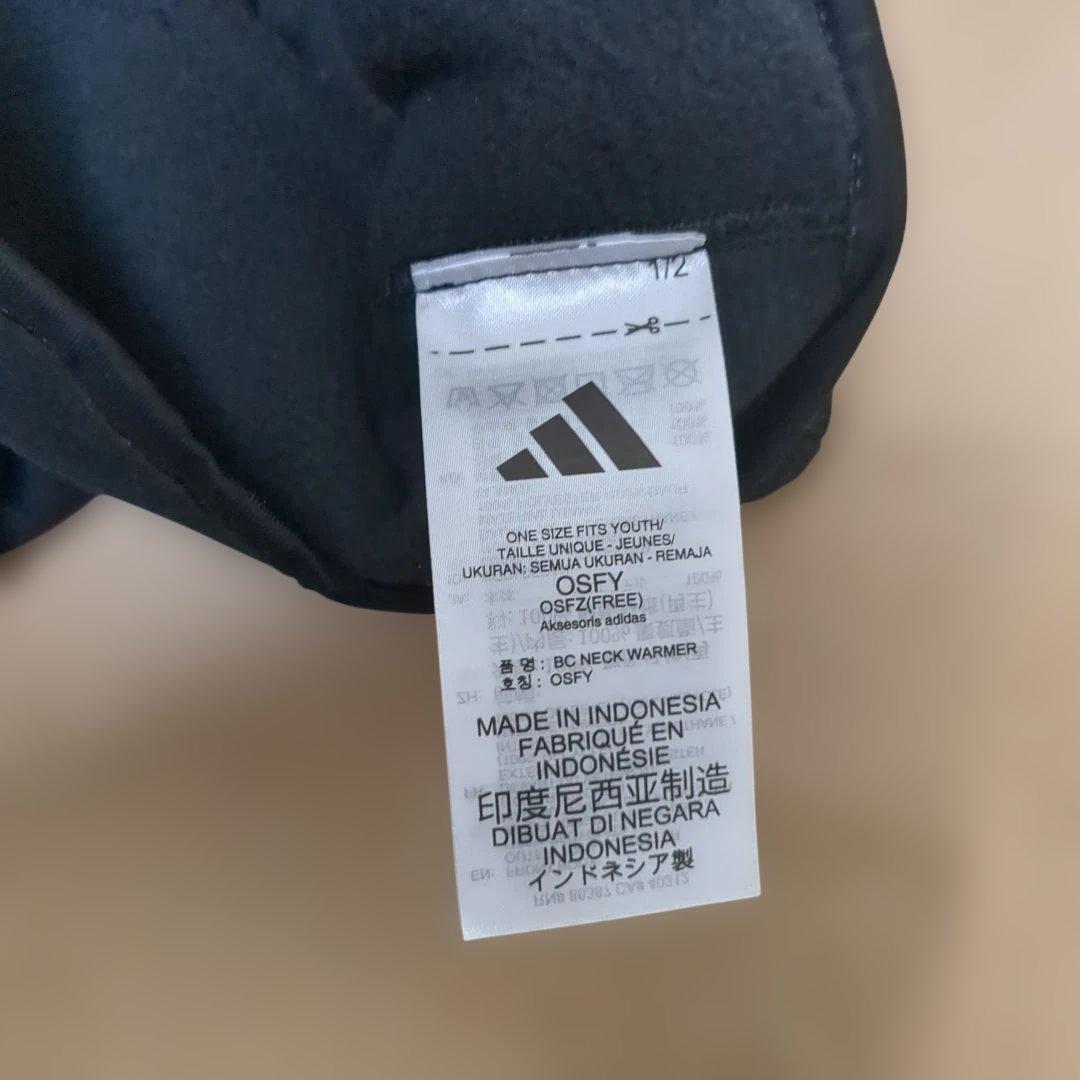 1/2
ONE SIZE FITS YOUTH/
TAILLE UNIQUE - JEUNES/
UKURAN: SEMUA UKURAN - REMAJA
OSFY
OSFZ(FREE)
Aksesoris adidas
품 명 : BC NECK WARMER
호칭 : OSFY
MADE IN INDONESIA
FABRIQUÉ EN
INDONÉSIE
印度尼西亚制造
DIBUAT DI NEGARA
INDONESIA
インドネシア製